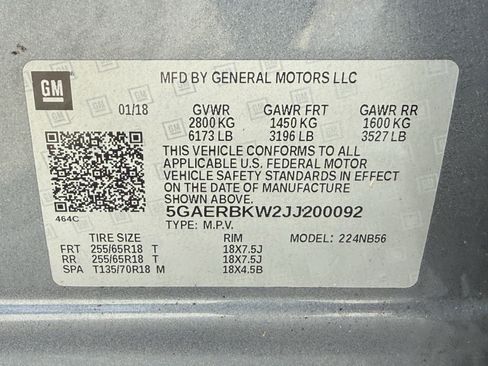 GM
MFD BY GENERAL MOTORS LLC
01/18 GVWR GAWR FRT GAWR RR
2800 KG 1450 KG 1600 KG
6173 LB 3196 LB 3527 LB
THIS VEHICLE CONFORMS TO ALL
APPLICABLE U.S. FEDERAL MOTOR
VEHICLE SAFETY STANDARDS IN EFFECT
ON THE DATE OF MANUFACTURE
SHOWN ABOVE.
464C
5GAERBKW2JJ200092
TYPE: M.P.V.
TIRE SIZE RIM MODEL: 224NB56
FRT 255/65R18 T 18X7.5J
RR 255/65R18 T 18X7.5J
SPA T135/70R18 M 18X4.5B